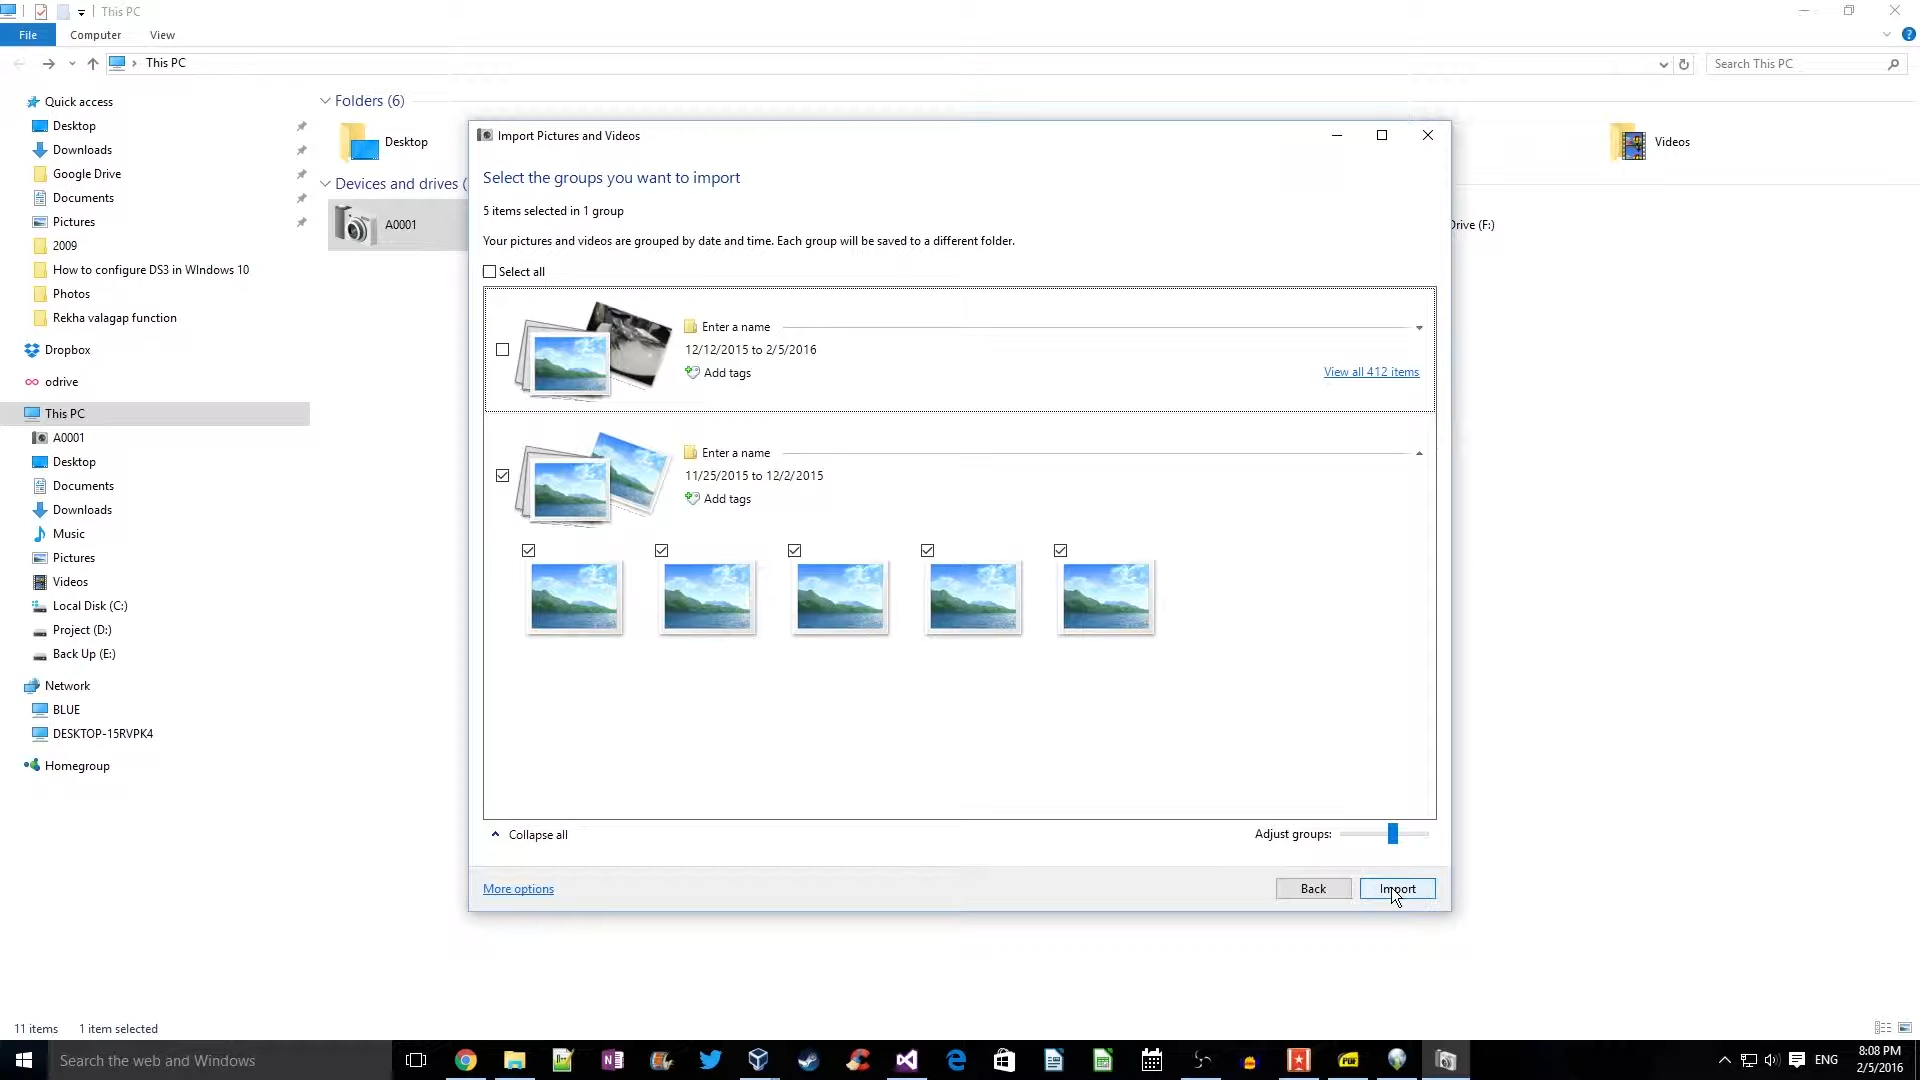 This PC
File
Computer
View
This PC
Search This PC
Quick access
Desktop
Downloads
Google Drive
Documents
Pictures
2009
How to configure DS3 in WIndows 10
Photos
Rekha valagap function
Dropbox
odrive
This PC
A0001
Desktop
Documents
Downloads
Music
Pictures
Videos
Local Disk (C:)
Project (D:)
Back Up (E:)
Network
BLUE
DESKTOP-15RVPK4
Homegroup
Folders (6)
Desktop
Videos
Devices and drives (
A0001
Drive (F:)
Import Pictures and Videos
Select the groups you want to import
5 items selected in 1 group
Your pictures and videos are grouped by date and time. Each group will be saved to a different folder.
Select all
Enter a name
12/12/2015 to 2/5/2016
Add tags
View all 412 items
Enter a name
11/25/2015 to 12/2/2015
Add tags
Collapse all
Adjust groups:
More options
Back
Import
11 items
1 item selected
Search the web and Windows
ENG
8:08 PM
2/5/2016